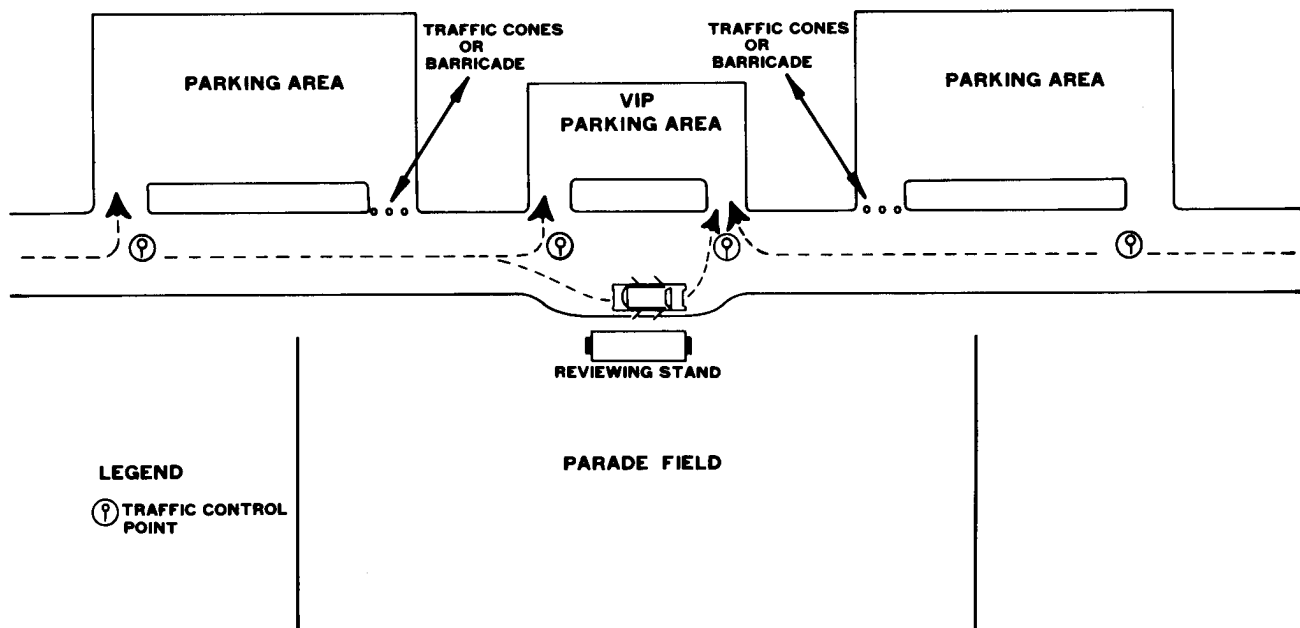 TRAFFIC CONES
OR
BARRICADE
TRAFFIC CONES
OR
BARRICADE
PARKING AREA
VIP
PARKING AREA
PARKING AREA
REVIEWING STAND
PARADE FIELD
LEGEND
TRAFFIC CONTROL
POINT